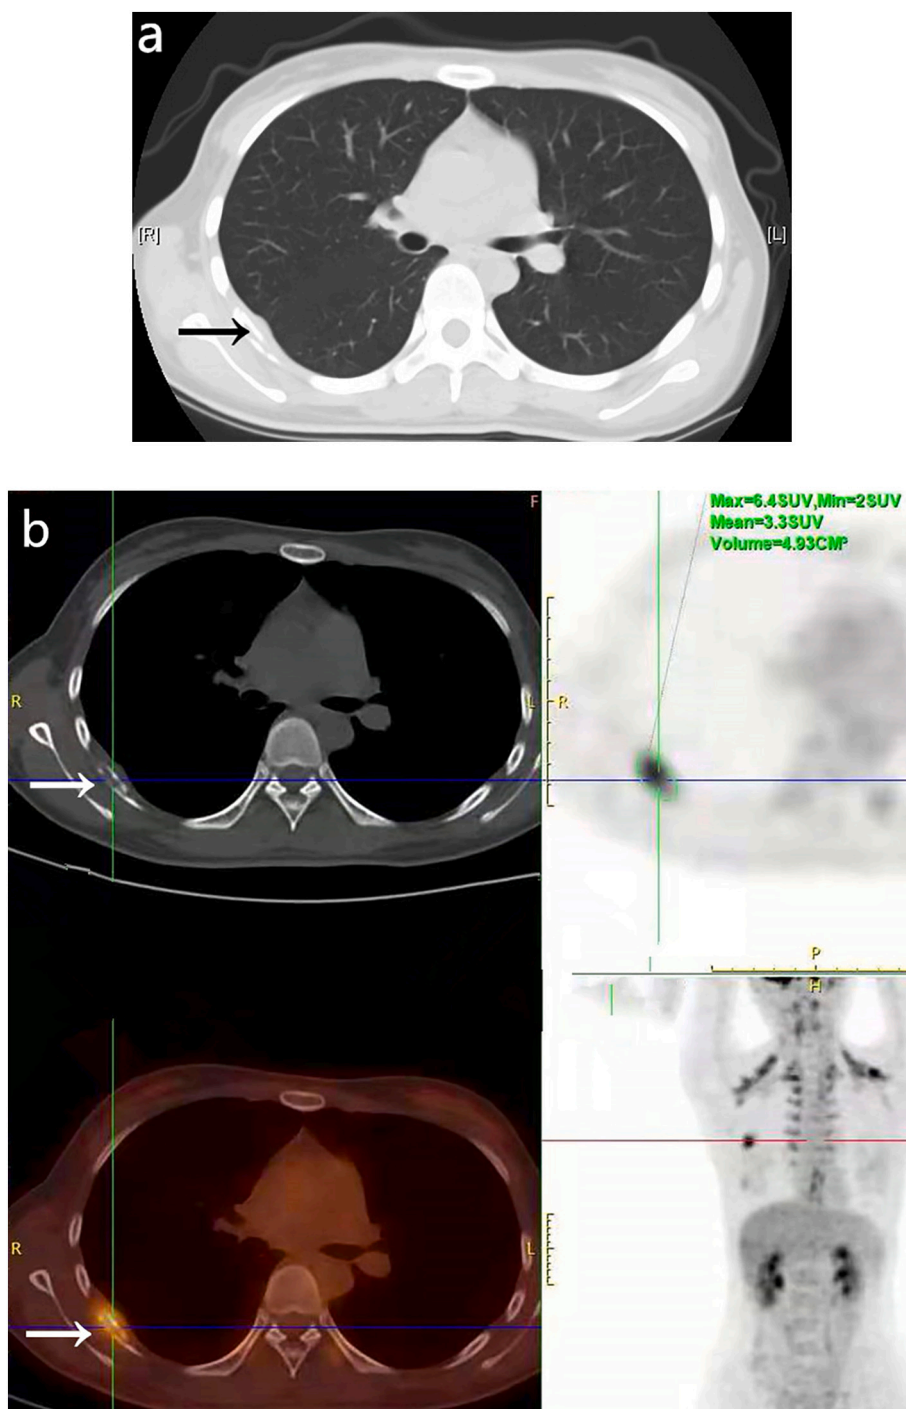 a
[R]
[L]
b
F
R
L
Max=6.4SUV,Min=2SUV
Mean=3.3SUV
Volume=4.93CM³
R
P
H
R
L